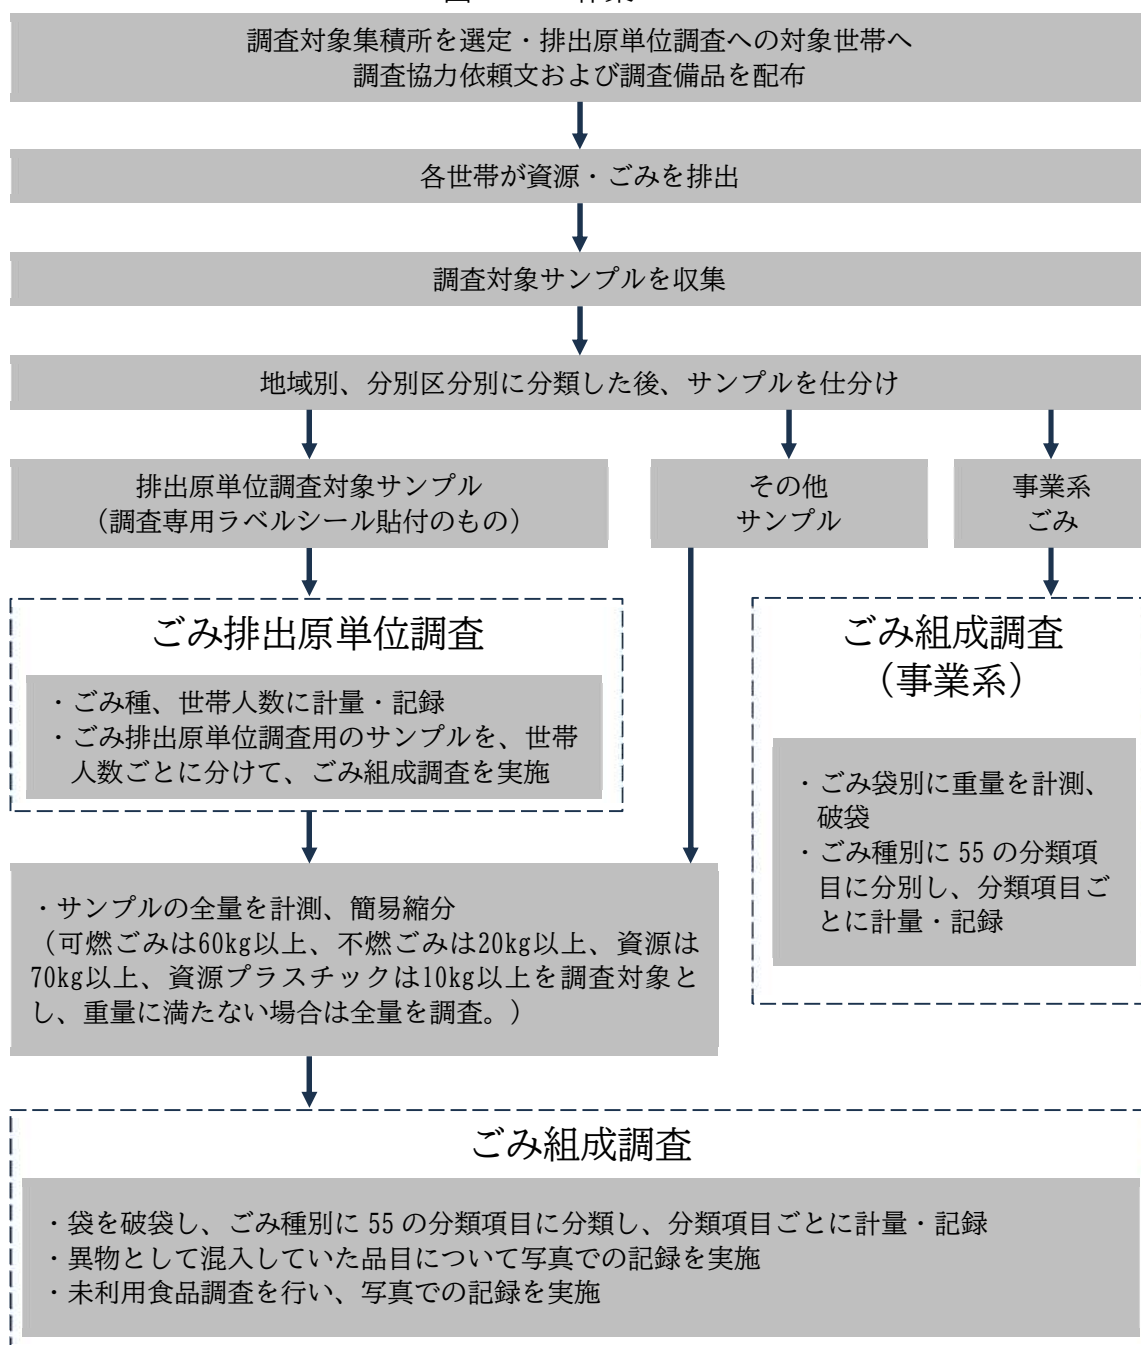 調査対象集積所を選定・排出原単位調査への対象世帯へ
調査協力依頼文および調査備品を配布
各世帯が資源・ごみを排出
調査対象サンプルを収集
地域別、分別区分別に分類した後、サンプルを仕分け
排出原単位調査対象サンプル
（調査専用ラベルシール貼付のもの）
その他
サンプル
事業系
ごみ
ごみ排出原単位調査
・ごみ種、世帯人数に計量・記録
・ごみ排出原単位調査用のサンプルを、世帯
人数ごとに分けて、ごみ組成調査を実施
ごみ組成調査
（事業系）
・ごみ袋別に重量を計測、
破袋
・ごみ種別に 55 の分類項
目に分別し、分類項目ご
とに計量・記録
・サンプルの全量を計測、簡易縮分
（可燃ごみは60kg以上、不燃ごみは20kg以上、資源は
70kg以上、資源プラスチックは10kg以上を調査対象と
し、重量に満たない場合は全量を調査。）
ごみ組成調査
・袋を破袋し、ごみ種別に 55 の分類項目に分類し、分類項目ごとに計量・記録
・異物として混入していた品目について写真での記録を実施
・未利用食品調査を行い、写真での記録を実施